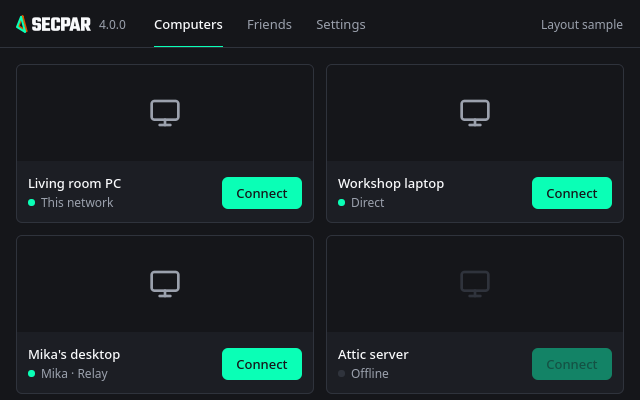 SECPAR 4.0.0 Computers Friends Settings Layout sample
Living room PC
This network
Connect
Workshop laptop
Direct
Connect
Mika's desktop
Mika · Relay
Connect
Attic server
Offline
Connect